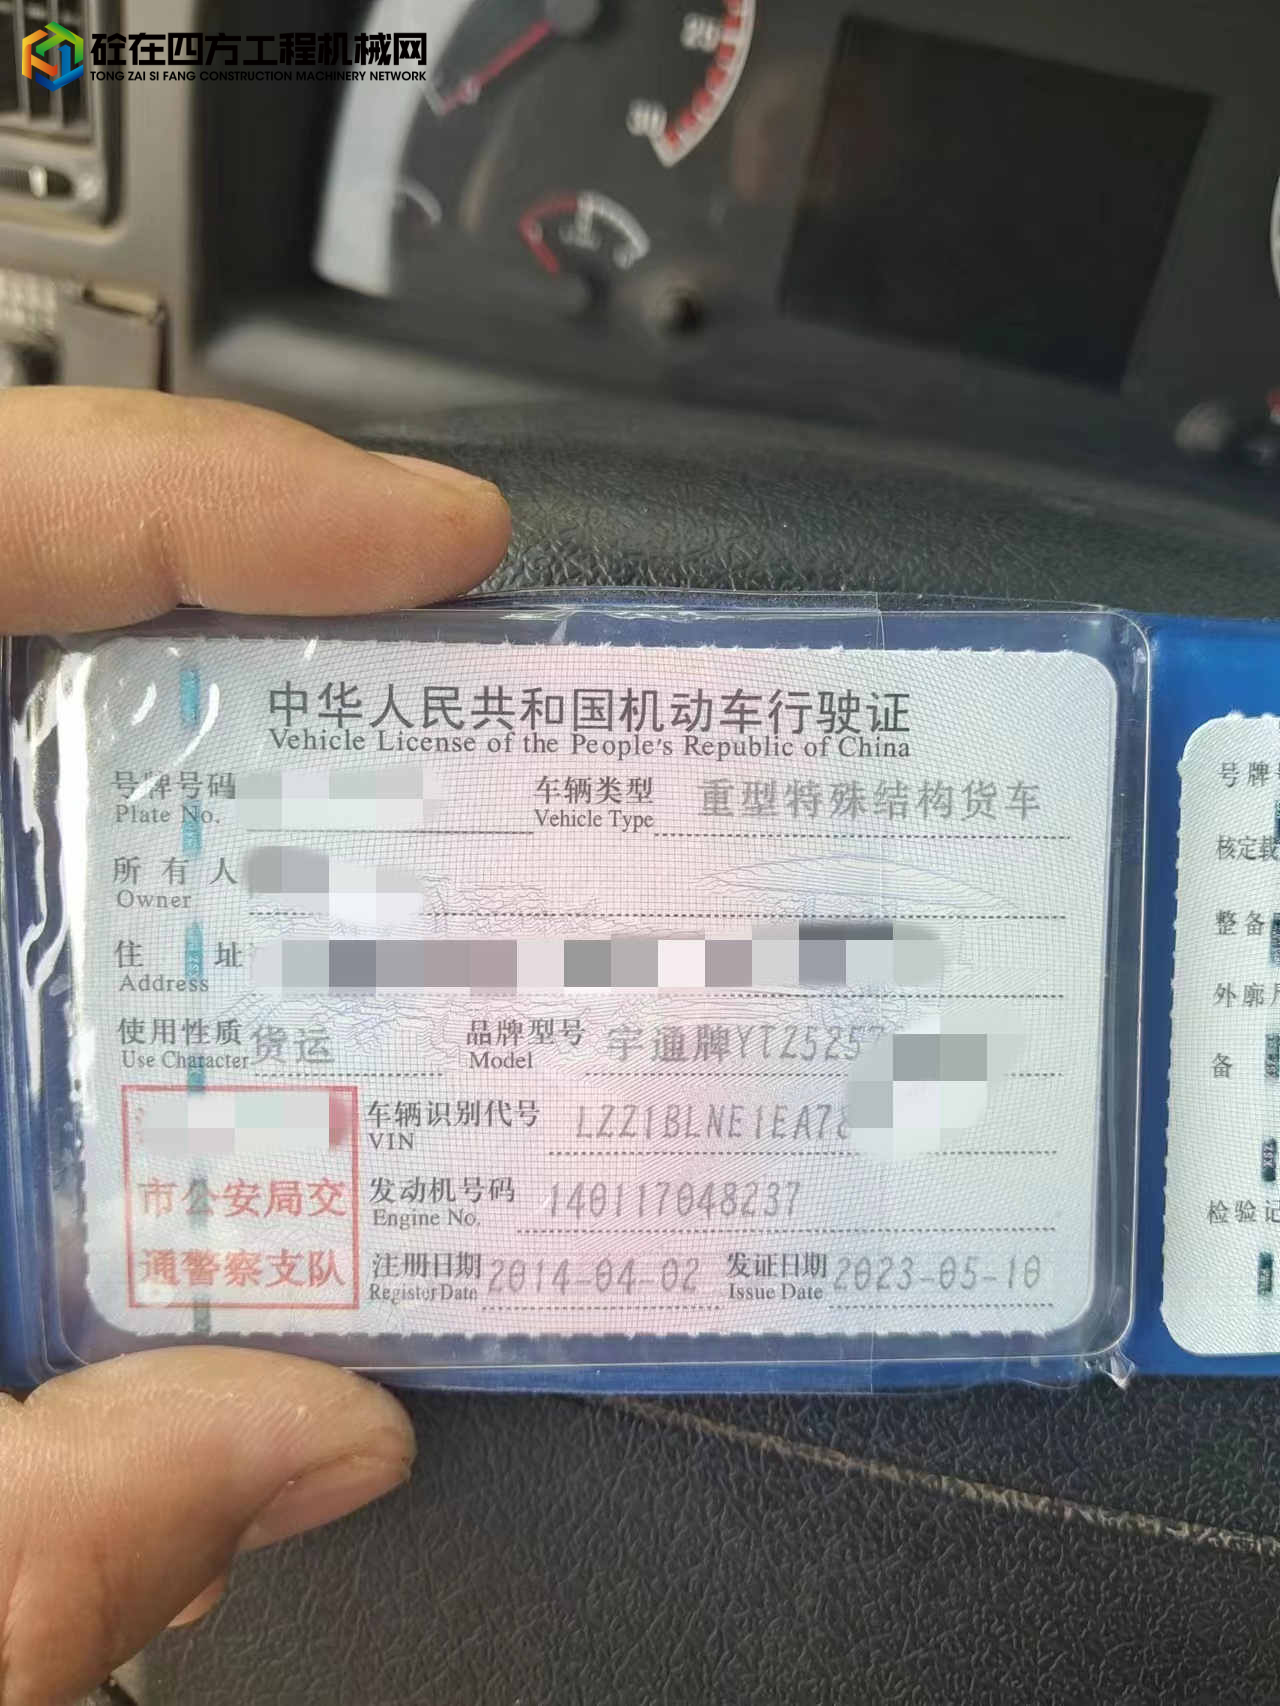 砼在四方工程机械网
TONG ZAI SI FANG CONSTRUCTION MACHINERY NETWORK
25
30
中华人民共和国机动车行驶证
Vehicle License of the People's Republic of China
号牌号码
Plate No.
车辆类型 重型特殊结构货车
Vehicle Type
所有人
Owner
住址
Address
使用性质 货运
Use Character
品牌型号 宇通牌YTZ5257
Model
车辆识别代号 LZZ1BLNE1EA78
VIN
市公安局交
通警察支队
发动机号码 140117048237
Engine No.
注册日期 2014-04-02
Register Date
发证日期 2023-05-10
Issue Date
号牌
核定载
整备
外廓
备
检验记